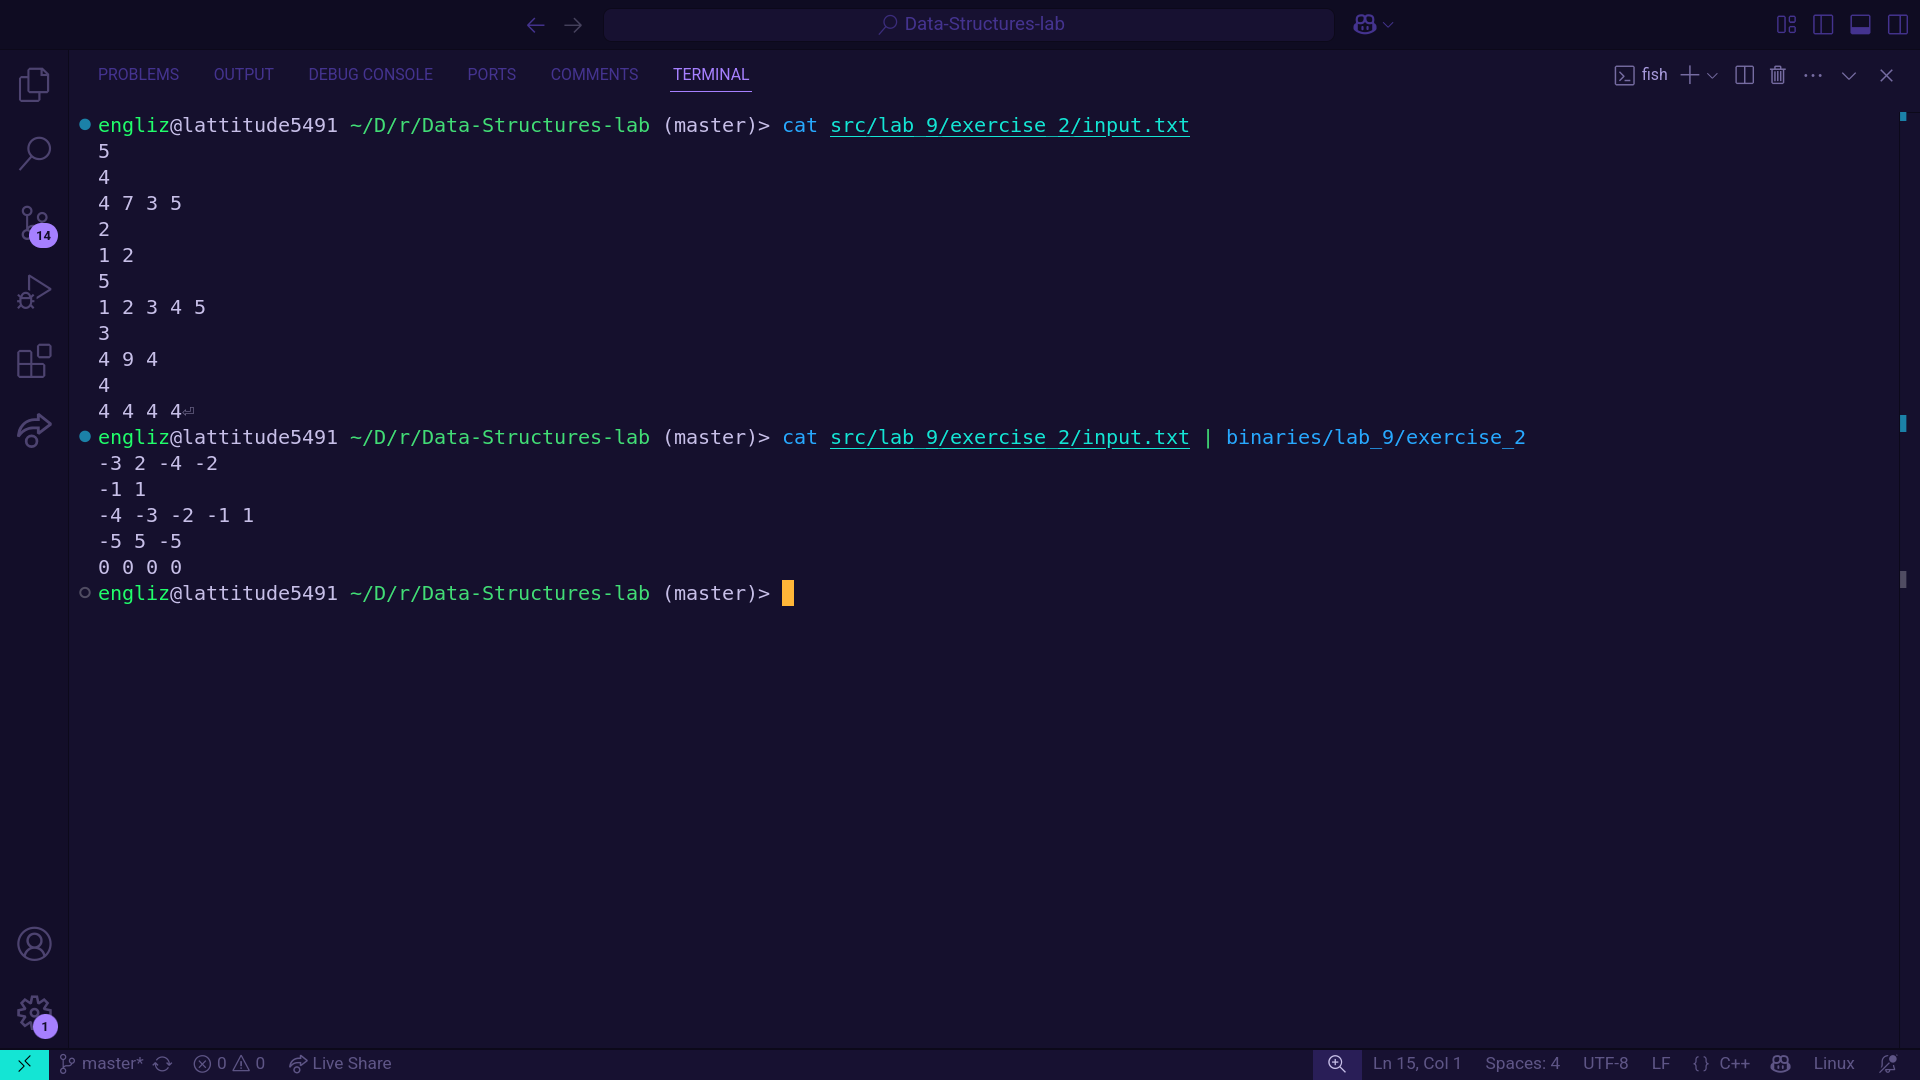 Data-Structures-lab
PROBLEMS OUTPUT DEBUG CONSOLE PORTS COMMENTS TERMINAL fish
engliz@lattitude5491 ~/D/r/Data-Structures-lab (master)> cat src/lab_9/exercise_2/input.txt
5
4
4 7 3 5
2
1 2
5
1 2 3 4 5
3
4 9 4
4
4 4 4 4⏎
engliz@lattitude5491 ~/D/r/Data-Structures-lab (master)> cat src/lab_9/exercise_2/input.txt | binaries/lab_9/exercise_2
-3 2 -4 -2
-1 1
-4 -3 -2 -1 1
-5 5 -5
0 0 0 0
engliz@lattitude5491 ~/D/r/Data-Structures-lab (master)>
14
1
master* 0 0 Live Share Ln 15, Col 1 Spaces: 4 UTF-8 LF {} C++ Linux